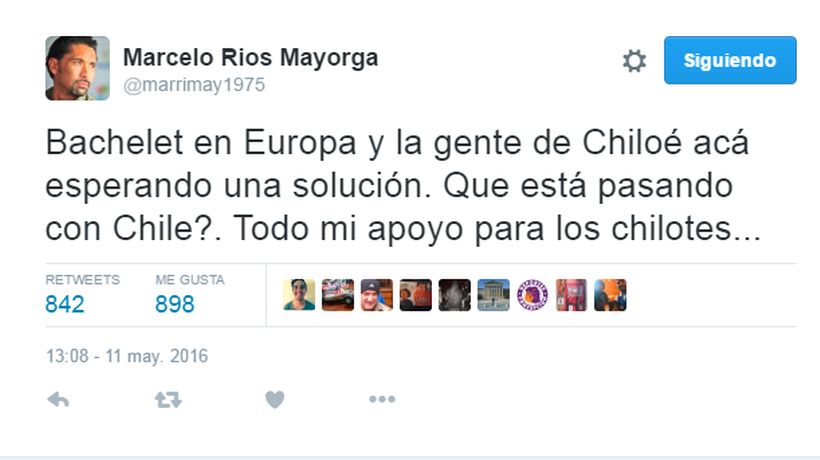 Marcelo Rios Mayorga
@marrimay1975
Siguiendo
Bachelet en Europa y la gente de Chiloé acá
esperando una solución. Que está pasando
con Chile?. Todo mi apoyo para los chilotes...
RETWEETS
842
ME GUSTA
898
13:08 - 11 may. 2016